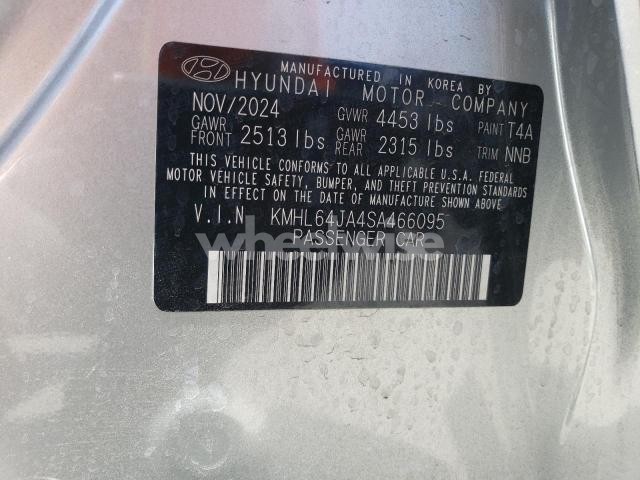 MANUFACTURED IN KOREA BY
HYUNDAI MOTOR COMPANY
NOV/2024 GVWR 4453 lbs PAINT T4A
GAWR FRONT 2513 lbs GAWR REAR 2315 lbs TRIM NNB
THIS VEHICLE CONFORMS TO ALL APPLICABLE U.S.A. FEDERAL
MOTOR VEHICLE SAFETY, BUMPER, AND THEFT PREVENTION
STANDARDS IN EFFECT ON THE DATE OF MANUFACTURE SHOWN ABOVE.
V.I.N KMHL64JA4SA466095
PASSENGER CAR
wheelwise